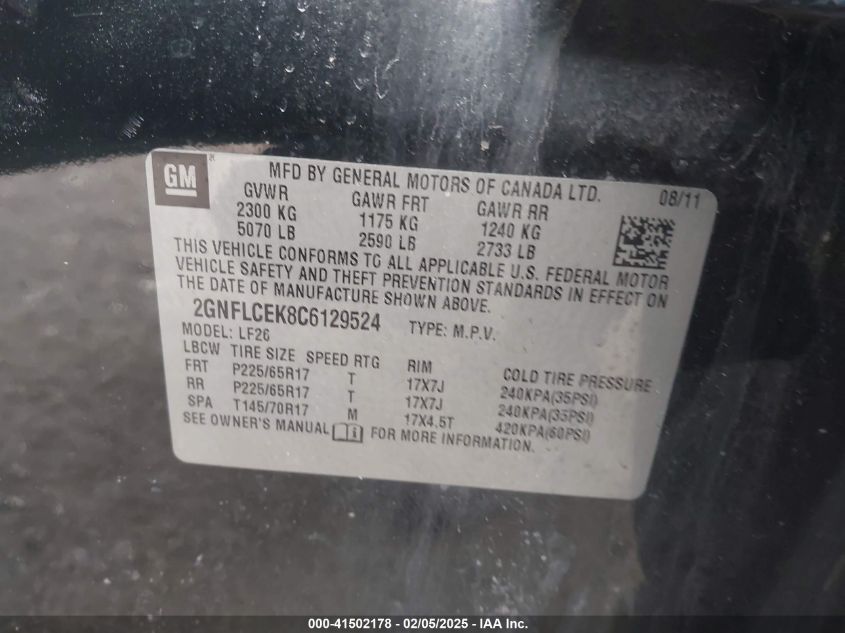 GM
MFD BY GENERAL MOTORS OF CANADA LTD.
08/11
GVWR GAWR FRT GAWR RR
2300 KG 1175 KG 1240 KG
5070 LB 2590 LB 2733 LB
THIS VEHICLE CONFORMS TO ALL APPLICABLE U.S. FEDERAL MOTOR
VEHICLE SAFETY AND THEFT PREVENTION STANDARDS IN EFFECT ON
THE DATE OF MANUFACTURE SHOWN ABOVE.
2GNFLCEK8C6129524 TYPE: M.P.V.
MODEL: LF26
LBCW TIRE SIZE SPEED RTG RIM COLD TIRE PRESSURE
FRT P225/65R17 T 17X7J 240KPA(35PSI)
RR P225/65R17 T 17X7J 240KPA(35PSI)
SPA T145/70R17 M 17X4.5T 420KPA(60PSI)
SEE OWNER'S MANUAL FOR MORE INFORMATION.
000-41502178 - 02/05/2025 - IAA Inc.